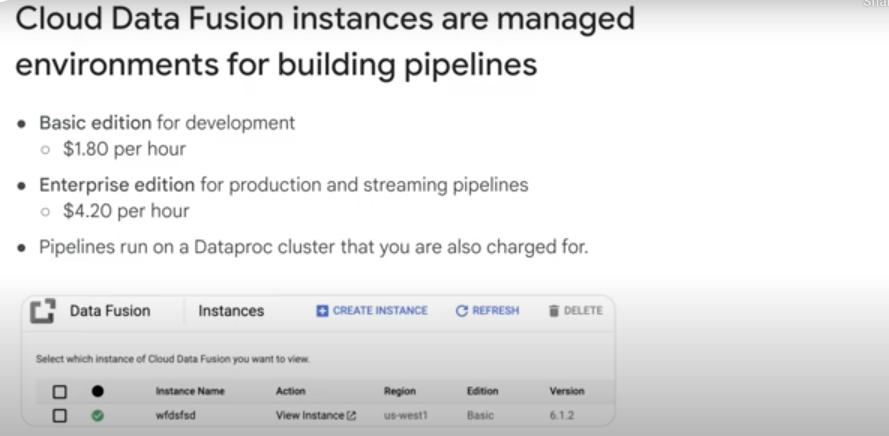 Cloud Data Fusion instances are managed
environments for building pipelines
• Basic edition for development
○ $1.80 per hour
• Enterprise edition for production and streaming pipelines
○ $4.20 per hour
• Pipelines run on a Dataproc cluster that you are also charged for.
Data Fusion Instances CREATE INSTANCE REFRESH DELETE
Select which instance of Cloud Data Fusion you want to view.
Instance Name Action Region Edition Version
wfdsfsd View Instance us-west1 Basic 6.1.2